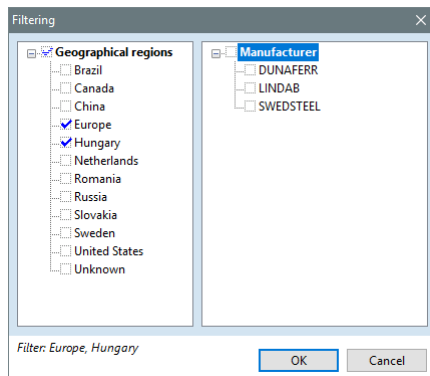 Filtering
Geographical regions
Brazil
Canada
China
Europe
Hungary
Netherlands
Romania
Russia
Slovakia
Sweden
United States
Unknown
Manufacturer
DUNAFERR
LINDAB
SWEDSTEEL
Filter: Europe, Hungary
OK
Cancel